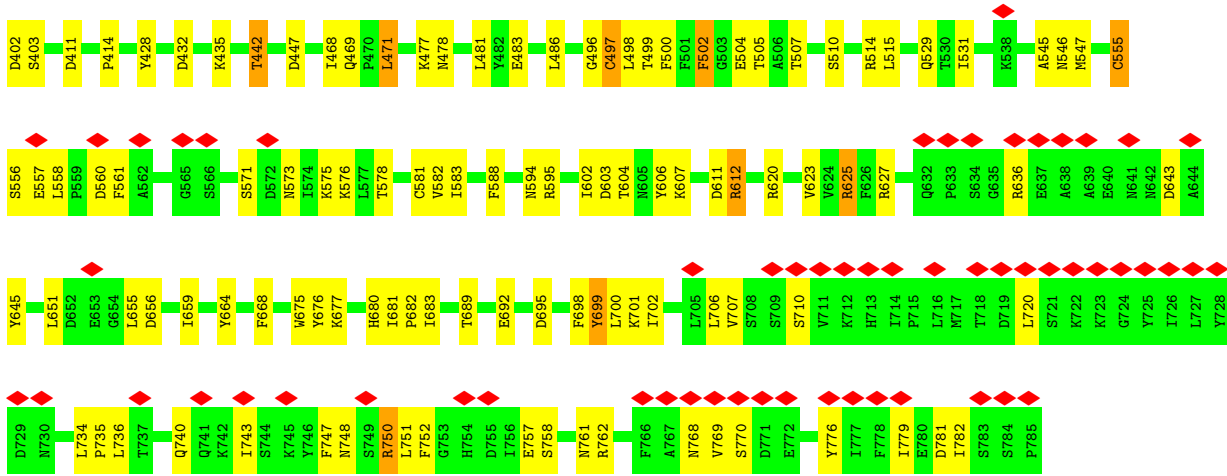 D402 S403 D411 P414 Y428 D432 K435 T442 D447 I468 Q469 P470 L471 K477 N478 L481 Y482 E483 L486 G496 C497 L498 T499 F500 F501 F502 G503 E504 T505 A506 T507 S510 R514 L515 Q529 T530 I531 K538 A545 N546 M547 C555
S556 E557 L558 P559 D560 F561 A562 G565 S566 S571 D572 N573 I574 K575 K576 L577 T578 C581 V582 I583 F588 N594 R595 I602 D603 T604 N605 Y606 K607 D611 R612 R620 V623 V624 R625 F626 R627 Q632 P633 S634 G635 R636 E637 A638 A639 E640 N641 N642 D643 A644
Y645 L651 D652 E653 G654 L655 D656 I659 Y664 F668 W675 Y676 K677 H680 I681 P682 I683 T689 E692 D695 F698 Y699 L700 K701 I702 L705 L706 V707 S708 S709 S710 V711 K712 H713 I714 P715 L716 M717 T718 D719 L720 S721 K722 K723 G724 Y725 I726 L727 Y728
D729 N730 L734 P735 L736 T737 Q740 Q741 K742 I743 S744 K745 Y746 F747 N748 S749 R750 L751 F752 G753 H754 D755 I756 E757 S758 N761 R762 F766 A767 N768 V769 S770 D771 E772 Y776 I777 F778 I779 E780 D781 I782 S783 S784 P785